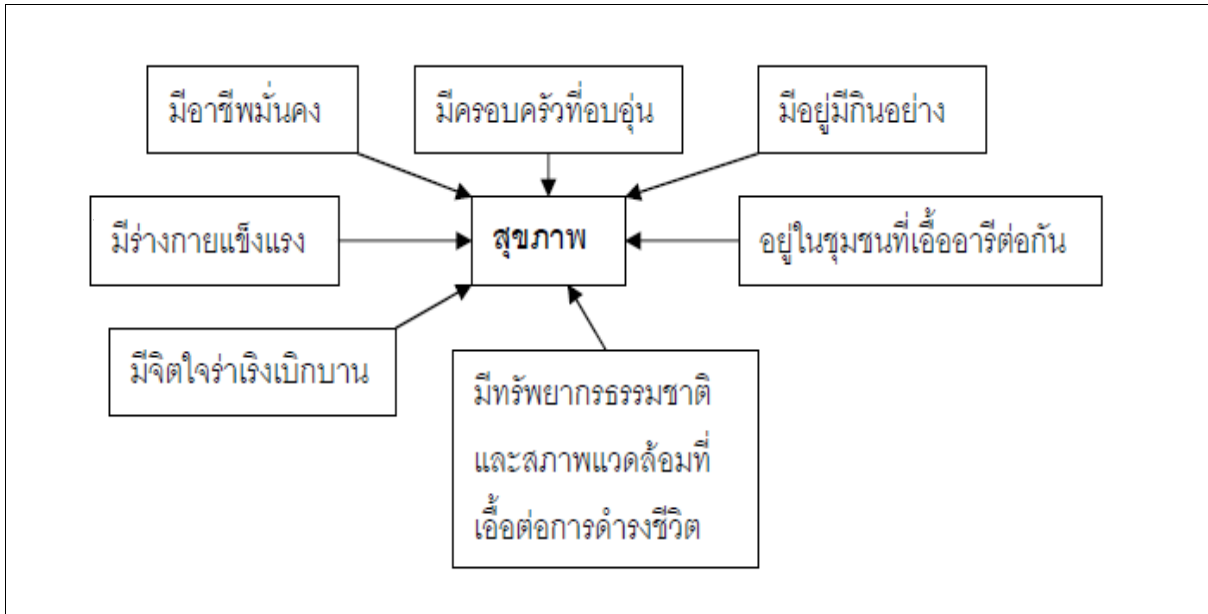 มีอาชีพมั่นคง
มีครอบครัวที่อบอุ่น
มีอยู่มีกินอย่าง
มีร่างกายแข็งแรง
สุขภาพ
อยู่ในชุมชนที่เอื้ออารีต่อกัน
มีจิตใจร่าเริงเบิกบาน
มีทรัพยากรธรรมชาติ
และสภาพแวดล้อมที่
เอื้อต่อการดำรงชีวิต